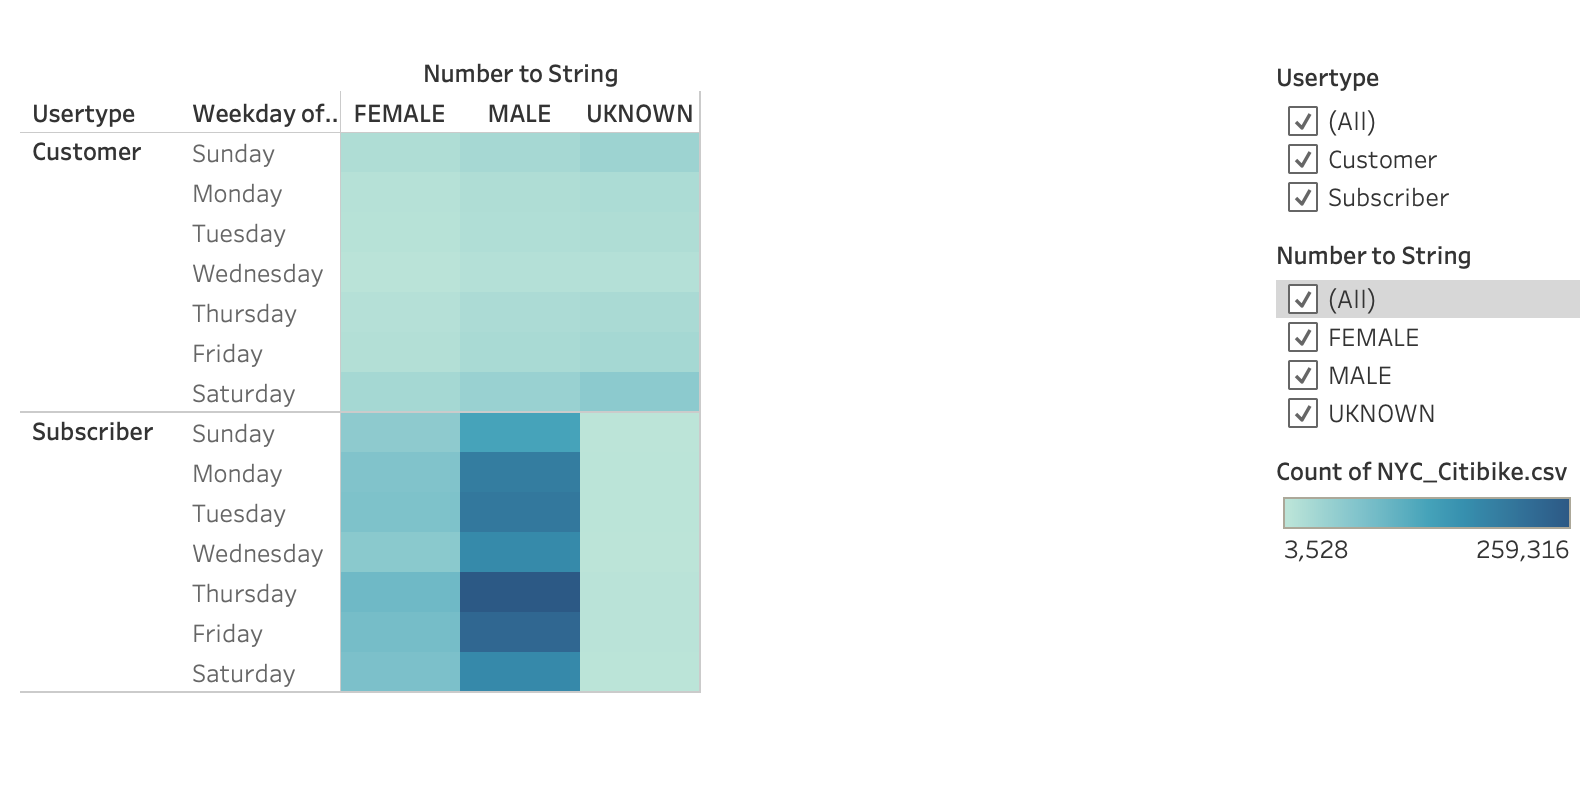 Number to String
Usertype Weekday of.. FEMALE MALE UKNOWN
Customer Sunday
Monday
Tuesday
Wednesday
Thursday
Friday
Saturday
Subscriber Sunday
Monday
Tuesday
Wednesday
Thursday
Friday
Saturday
Usertype
(All)
Customer
Subscriber
Number to String
(All)
FEMALE
MALE
UKNOWN
Count of NYC_Citibike.csv
3,528 259,316